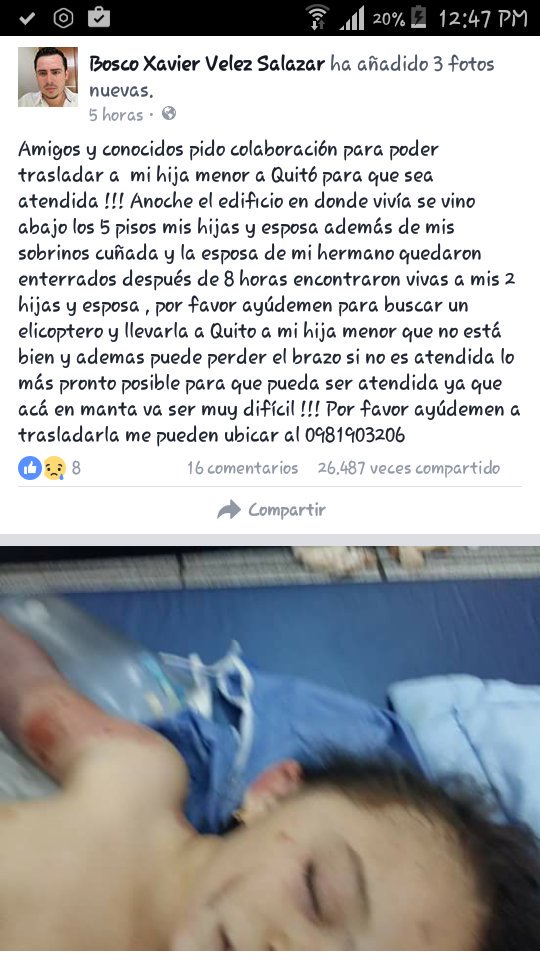 20% 12:47 PM
Bosco Xavier Velez Salazar ha añadido 3 fotos
nuevas.
5 horas ·
Amigos y conocidos pido colaboración para poder
trasladar a mi hija menor a Quitó para que sea
atendida !!! Anoche el edificio en donde vivía se vino
abajo los 5 pisos mis hijas y esposa además de mis
sobrinos cuñada y la esposa de mi hermano quedaron
enterrados después de 8 horas encontraron vivas a mis 2
hijas y esposa , por favor ayúdemen para buscar un
elicoptero y llevarla a Quito a mi hija menor que no está
bien y ademas puede perder el brazo si no es atendida lo
más pronto posible para que pueda ser atendida ya que
acá en manta va ser muy difícil !!! Por favor ayúdemen a
trasladarla me pueden ubicar al 0981903206
8 16 comentarios 26.487 veces compartido
Compartir